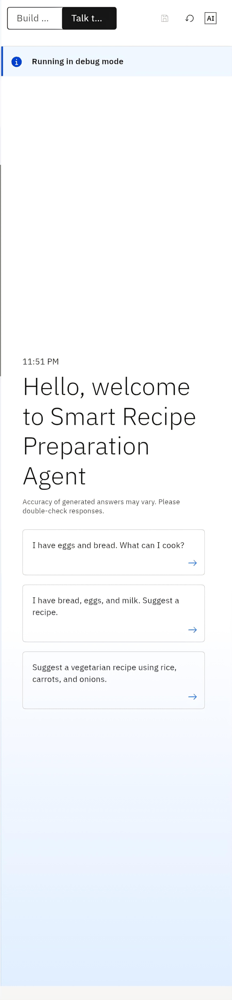 Build ...
Talk t...
AI
Running in debug mode
11:51 PM
Hello, welcome
to Smart Recipe
Preparation
Agent
Accuracy of generated answers may vary. Please
double-check responses.
I have eggs and bread. What can I cook?
I have bread, eggs, and milk. Suggest a
recipe.
Suggest a vegetarian recipe using rice,
carrots, and onions.